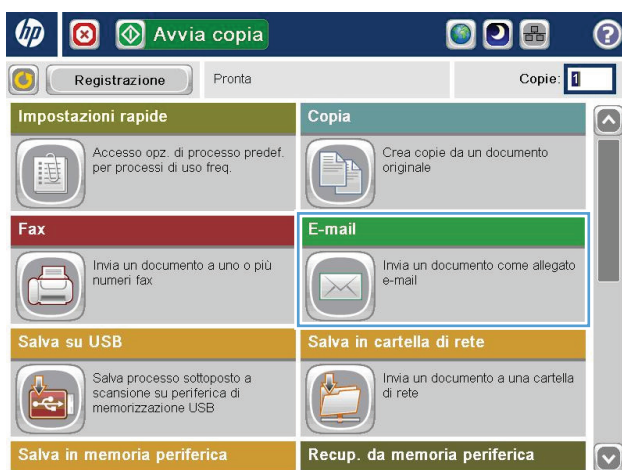 hp
Avvia copia
?
Registrazione
Pronta
Copie: 1
Impostazioni rapide
Accesso opz. di processo predef.
per processi di uso freq.
Copia
Crea copie da un documento
originale
Fax
Invia un documento a uno o più
numeri fax
E-mail
Invia un documento come allegato
e-mail
Salva su USB
Salva processo sottoposto a
scansione su periferica di
memorizzazione USB
Salva in cartella di rete
Invia un documento a una cartella
di rete
Salva in memoria periferica
Recup. da memoria periferica